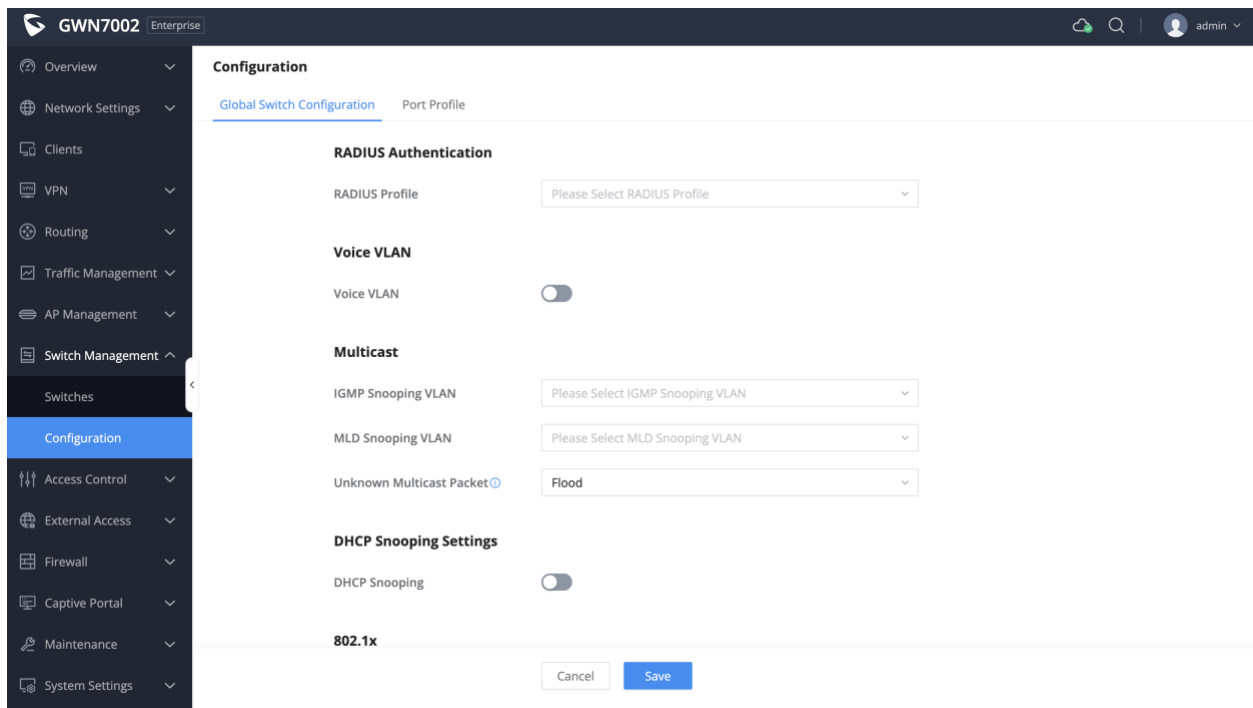 GWN7002 Enterprise
admin
Overview
Network Settings
Clients
VPN
VPN
Routing
Traffic Management
AP Management
Switch Management
Switches
Configuration
Access Control
External Access
Firewall
Captive Portal
Maintenance
System Settings
Configuration
Global Switch Configuration Port Profile
RADIUS Authentication
RADIUS Profile Please Select RADIUS Profile
Voice VLAN
Voice VLAN
Multicast
IGMP Snooping VLAN Please Select IGMP Snooping VLAN
MLD Snooping VLAN Please Select MLD Snooping VLAN
Unknown Multicast Packet Flood
DHCP Snooping Settings
DHCP Snooping
802.1x
Cancel Save